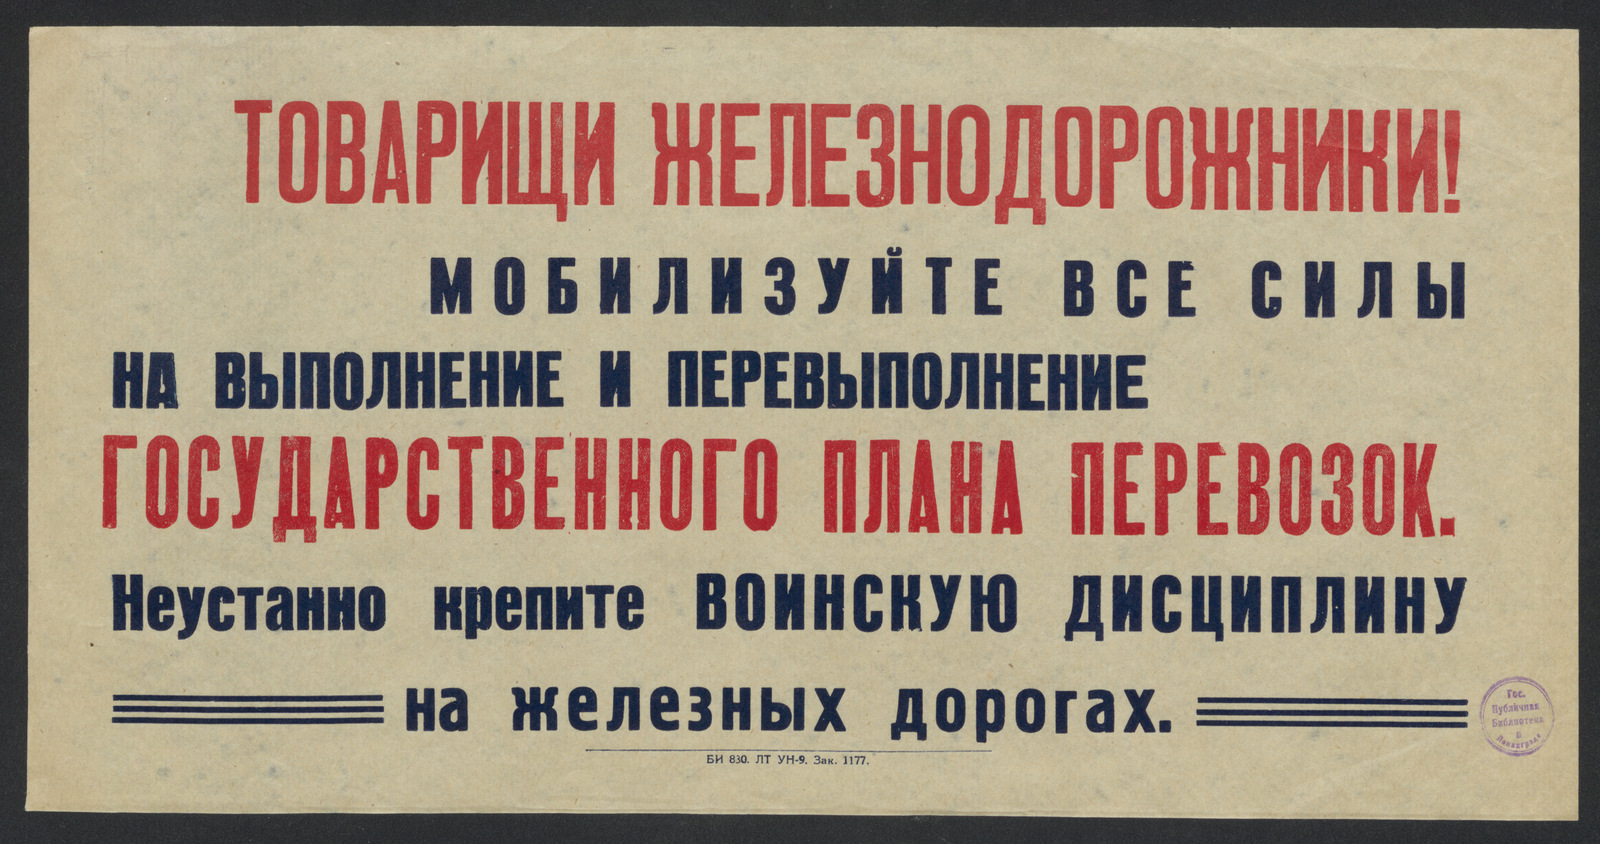 ТОВАРИЩИ ЖЕЛЕЗНОДОРОЖНИКИ!
МОБИЛИЗУЙТЕ ВСЕ СИЛЫ
НА ВЫПОЛНЕНИЕ И ПЕРЕВЫПОЛНЕНИЕ
ГОСУДАРСТВЕННОГО ПЛАНА ПЕРЕВОЗОК.
Неустанно крепите ВОИНСКУЮ ДИСЦИПЛИНУ
на железных дорогах.
БИ 830. ЛТ УН-9. Зак. 1177.
Гос.
Публичная
Библиотека
в
Ленинграде